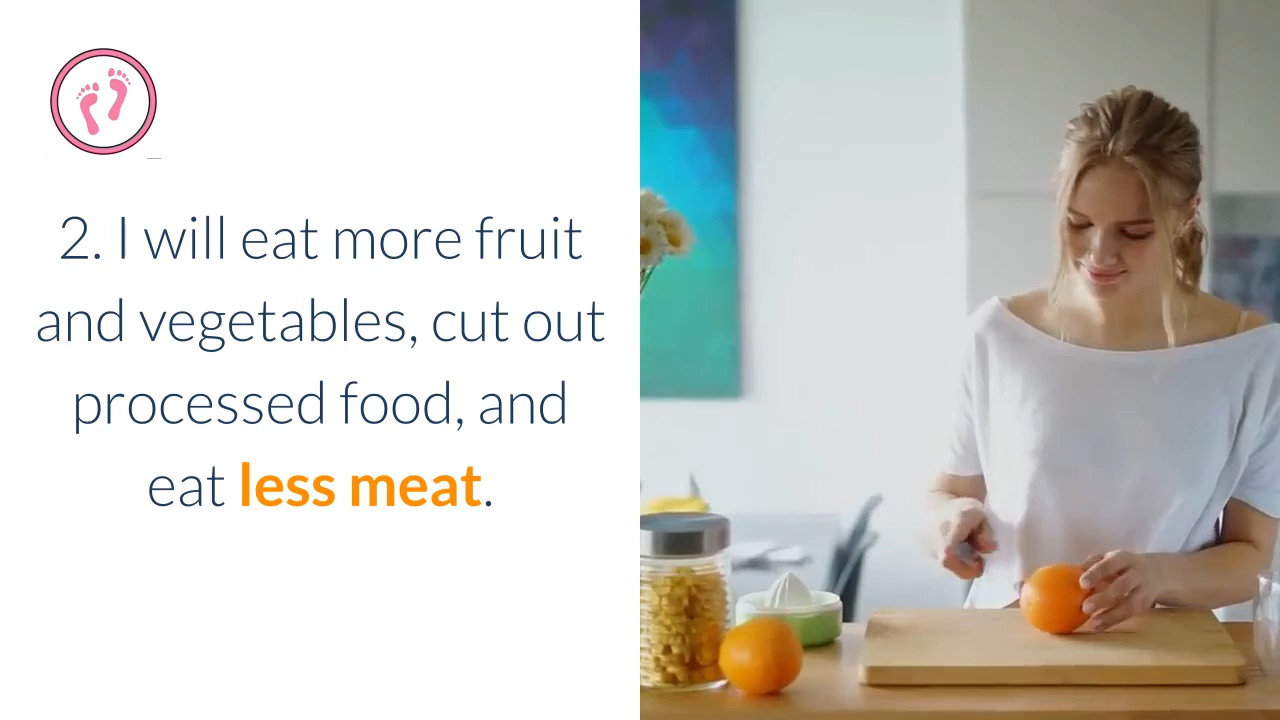 2. I will eat more fruit
and vegetables, cut out
processed food, and
eat less meat.